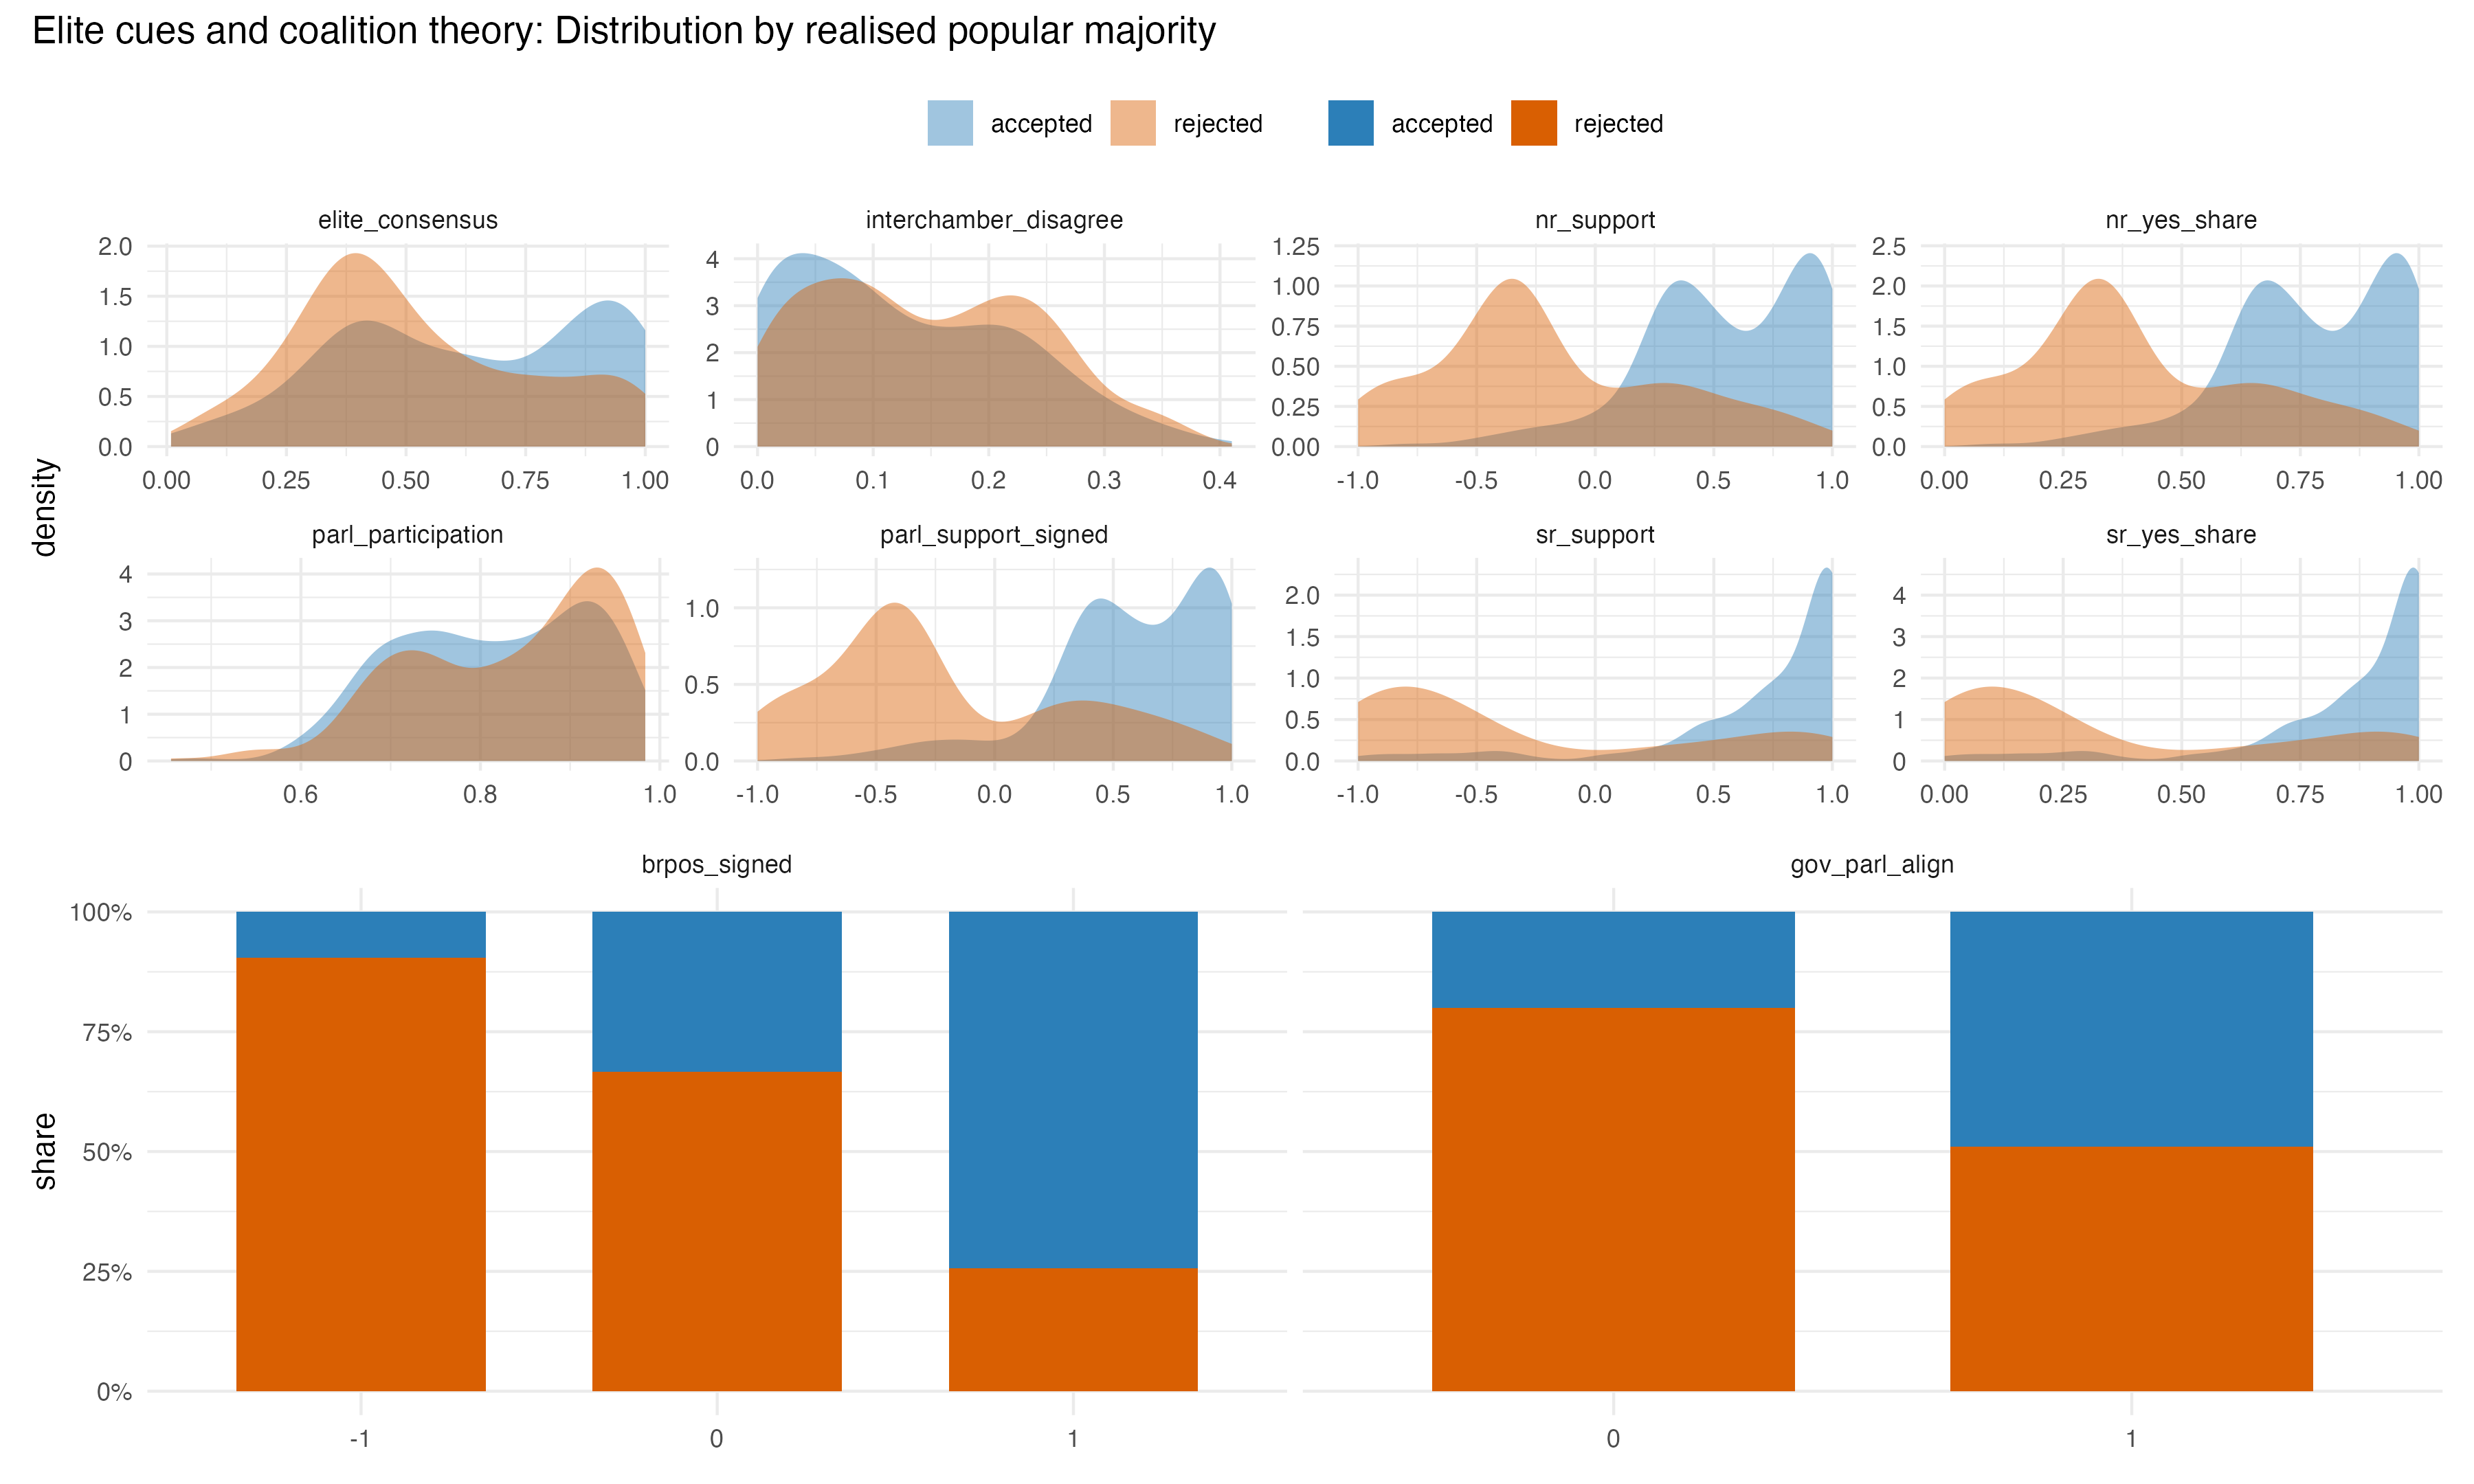 Elite cues and coalition theory: Distribution by realised popular majority
accepted rejected accepted rejected
elite_consensus interchamber_disagree nr_support nr_yes_share
2.0
1.5
1.0
0.5
0.0
0.00 0.25 0.50 0.75 1.00
4
3
2
1
0
0.0 0.1 0.2 0.3 0.4
1.25
1.00
0.75
0.50
0.25
0.00
-1.0 -0.5 0.0 0.5 1.0
2.5
2.0
1.5
1.0
0.5
0.0
0.00 0.25 0.50 0.75 1.00
density
parl_participation parl_support_signed sr_support sr_yes_share
4
3
2
1
0
0.6 0.8 1.0
1.0
0.5
0.0
-1.0 -0.5 0.0 0.5 1.0
2.0
1.5
1.0
0.5
0.0
-1.0 -0.5 0.0 0.5 1.0
4
3
2
1
0
0.00 0.25 0.50 0.75 1.00
brpos_signed gov_parl_align
share
100%
75%
50%
25%
0%
-1 0 1
0 1